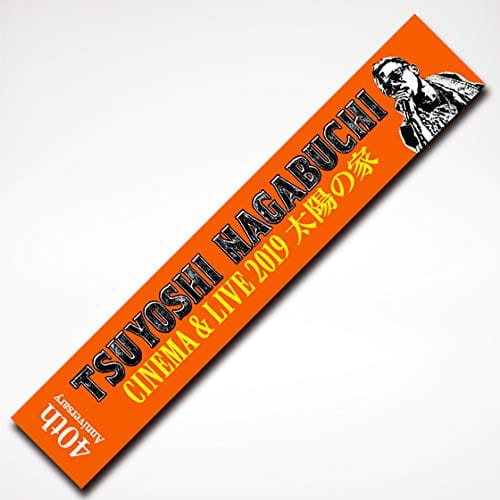 TSUYOSHI NAGABUCHI
CINEMA & LIVE 2019 太陽の家
40th
Anniversary